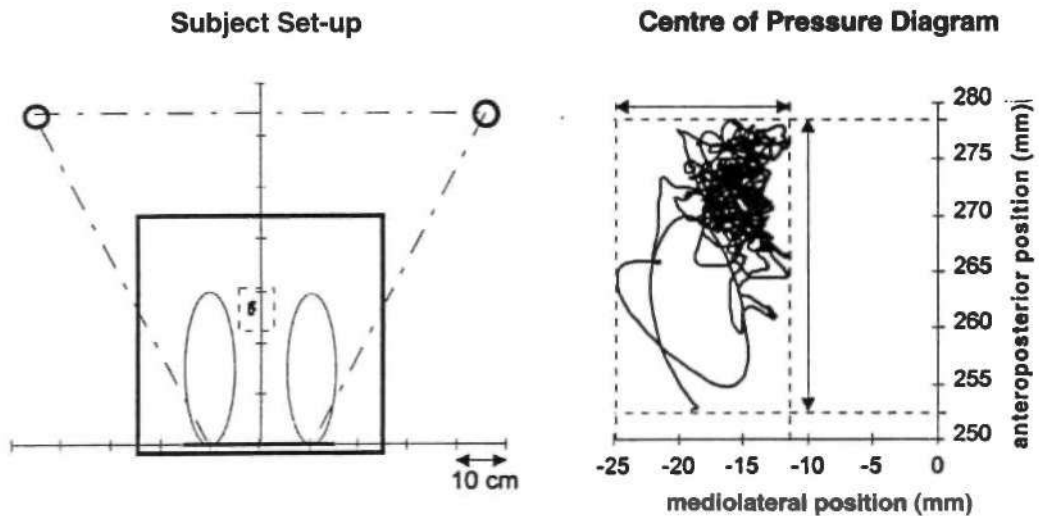 Subject Set-up
10 cm
Centre of Pressure Diagram
280
275
270
265
260
255
250
anteroposterior position (mm)
-25 -20 -15 -10 -5 0
mediolateral position (mm)